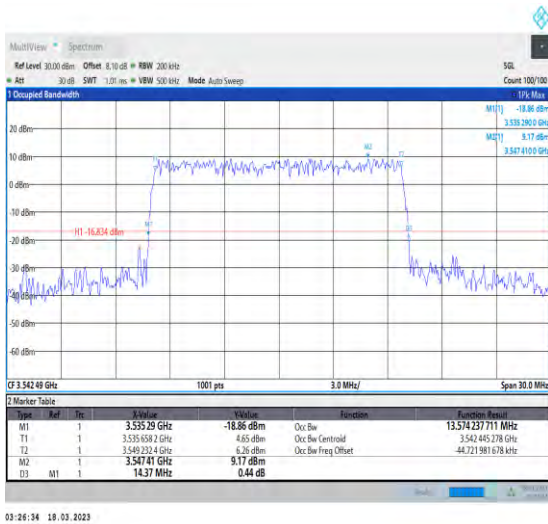 MultiView Spectrum
Ref Level 30.00 dBm Offset 8.10 dB RBW 200 kHz SGL
Att 30 dB SWT 1.01 ms VBW 500 kHz Mode Auto Sweep Count 100/100
1 Occupied Bandwidth 1Pk Max
M1[1] -18.86 dBm
3.535 290 0 GHz
M2[1] 9.17 dBm
3.547 410 0 GHz
20 dBm
M2
10 dBm
T1
0 dBm
-10 dBm
H1 -16.834 dBm
M1
D3
-20 dBm
-30 dBm
-40 dBm
-50 dBm
-60 dBm
CF 3.542 49 GHz 1001 pts 3.0 MHz/ Span 30.0 MHz
2 Marker Table
Type Ref Trc X-Value Y-Value Function Function Result
M1 1 3.535 29 GHz -18.86 dBm Occ Bw 13.574 237 711 MHz
T1 1 3.535 658 2 GHz 4.65 dBm Occ Bw Centroid 3.542 445 278 GHz
T2 1 3.549 232 4 GHz 6.26 dBm Occ Bw Freq Offset -44.721 981 678 kHz
M2 1 3.547 41 GHz 9.17 dBm
D3 M1 1 14.37 MHz 0.44 dB
03:26:34 18.03.2023